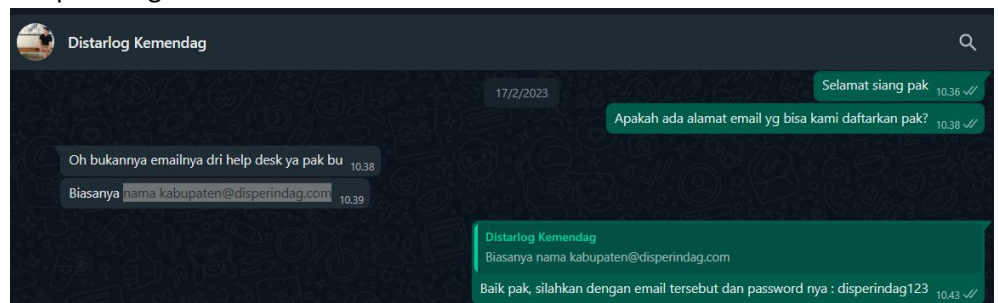 Distarlog Kemendag
17/2/2023
Selamat siang pak 10.36
Apakah ada alamat email yg bisa kami daftarkan pak? 10.38
Oh bukannya emailnya dri help desk ya pak bu 10.38
Biasanya nama kabupaten@disperindag.com 10.39
Distarlog Kemendag
Biasanya nama kabupaten@disperindag.com
Baik pak, silahkan dengan email tersebut dan password nya : disperindag123 10.43